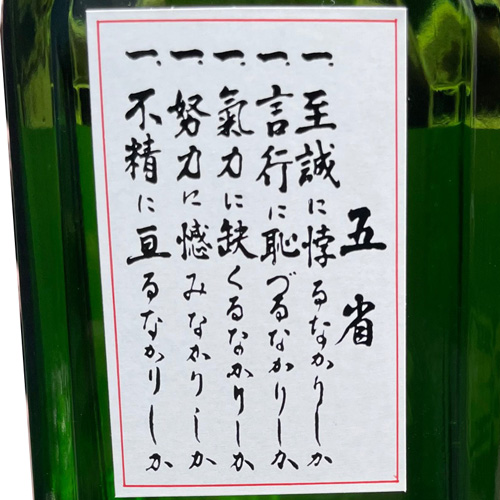 五省
一、至誠に悖るなかりしか
一、言行に恥づるなかりしか
一、氣力に缺くるなかりしか
一、努力に憾みなかりしか
一、不精に亘るなかりしか